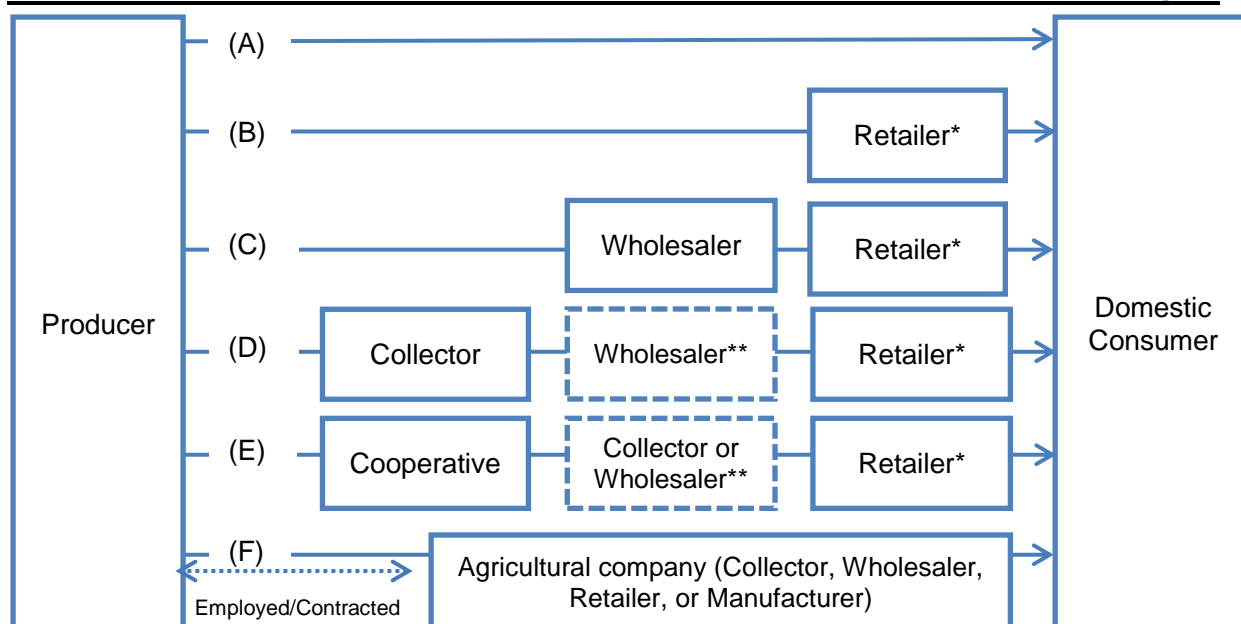 (A)
(B)
Retailer*
(C)
Wholesaler
Retailer*
Producer
Domestic
Consumer
(D)
Collector
Wholesaler**
Retailer*
(E)
Cooperative
Collector or
Wholesaler**
Retailer*
(F)
Employed/Contracted
Agricultural company (Collector, Wholesaler,
Retailer, or Manufacturer)